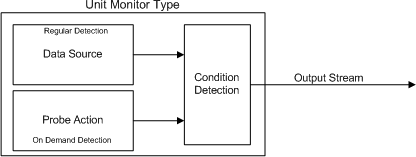 Unit Monitor Type
Regular Detection
Data Source
Condition
Detection
Output Stream
Probe Action
On Demand Detection